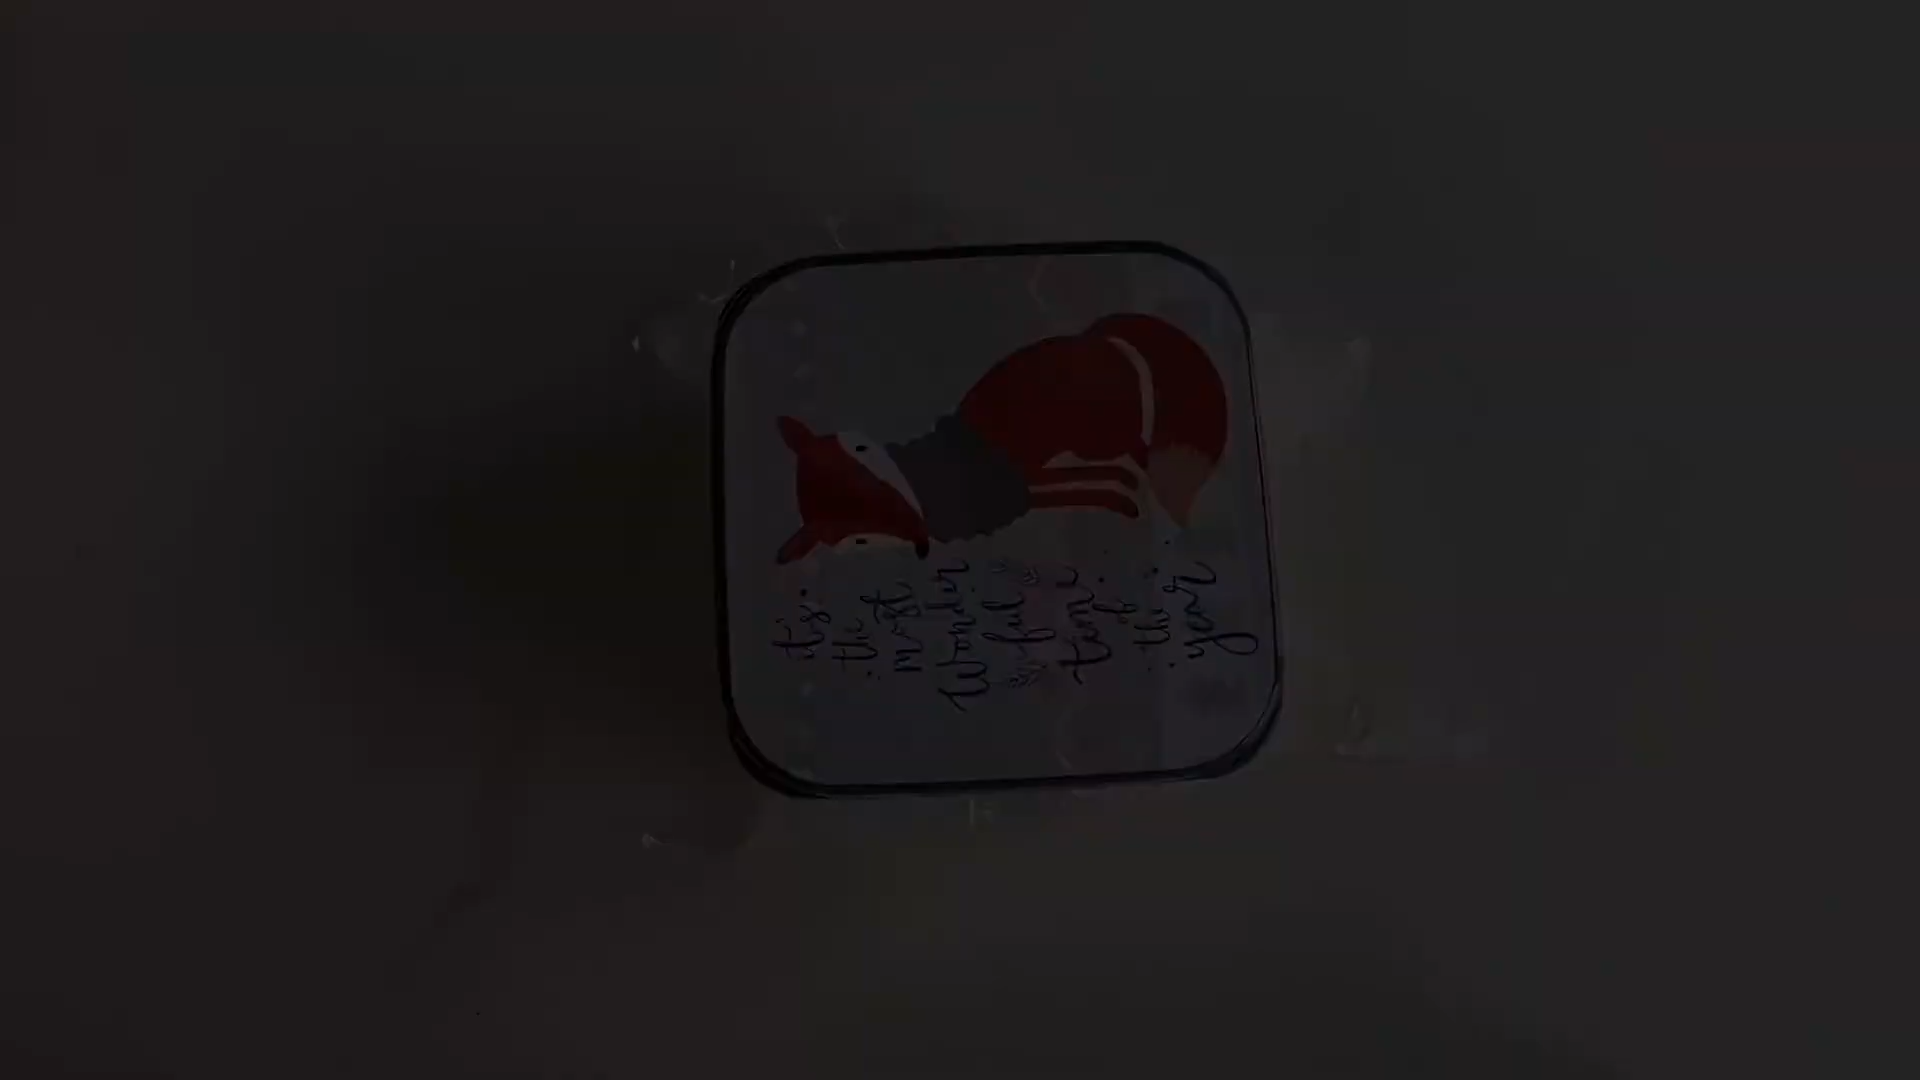 it's
the
most
wonder
ful
time
of
the
year